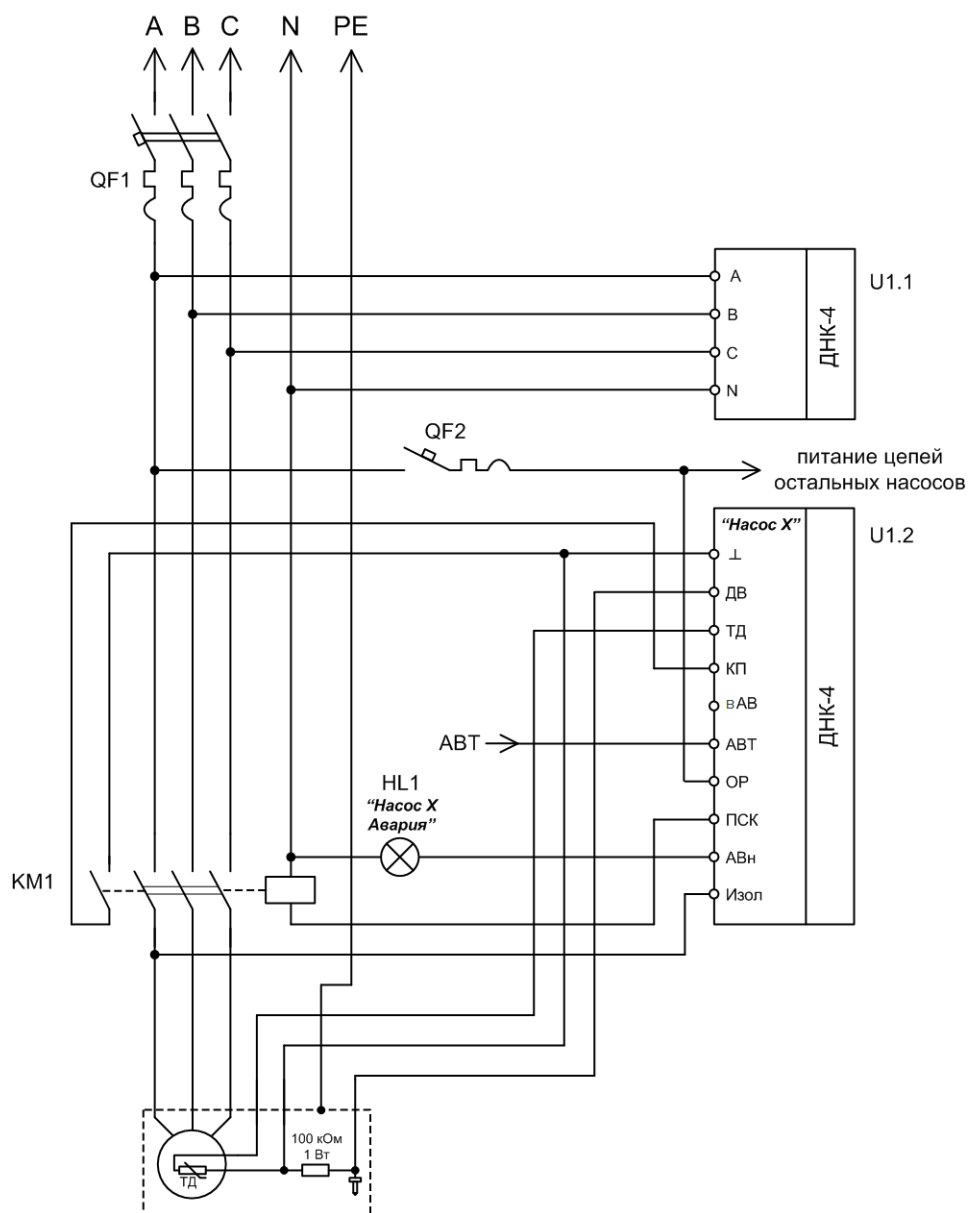 A B C N PE
QF1
A
B
C
N
ДНК-4
U1.1
QF2
питание цепей
остальных насосов
“Насос X”
U1.2
⊥
ДВ
ТД
КП
вАВ
АВТ
ОР
ПСК
АВн
Изол
ДНК-4
АВТ
HL1
“Насос X
Авария”
KM1
100 кОм
1 Вт
ТД